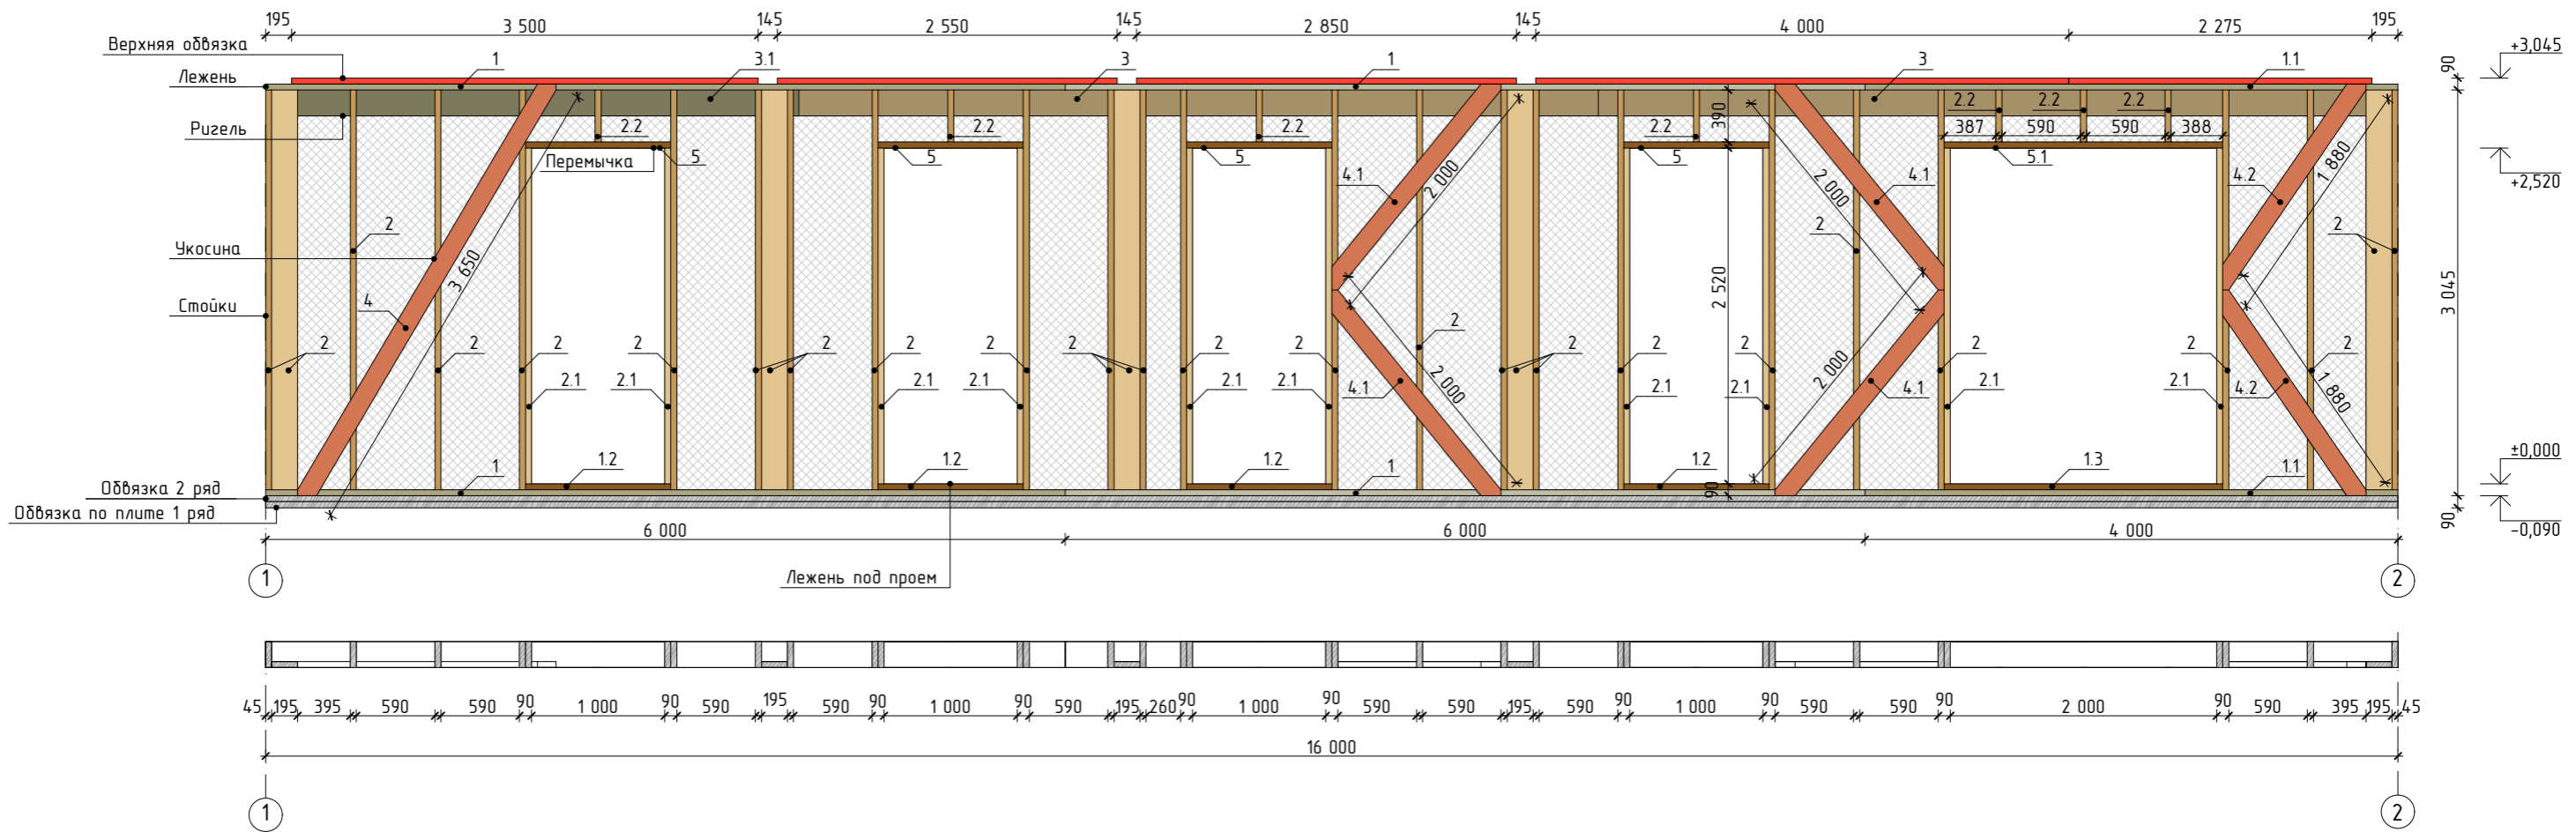 195 3 500 145 2 550 145 2 850 145 4 000 2 275 195
Верхняя обвязка
Лежень
Ригель
Укосина
Стойки
Обвязка 2 ряд
Обвязка по плите 1 ряд
1 3.1 3 1 3 1.1
2.2 2.2 2.2 2.2 2.2 2.2 2.2
390 387 590 590 388
Перемычка 5 5 5 5 5.1
4.1 2 000 2 000 4.1 4.2 1 880
2 2 2
3 650
4
2 520
2
2 2 2 2 2 2 2 2 2 2 2 2 2 2 2 2
2.1 2.1 2.1 2.1 4.1 2 000 2.1 2.1 2 000 4.1 2.1 2.1 4.2 1 880
1 1.2 1.2 1.2 1 1.2 90 1.3 1.1
+3,045
90
+2,520
3 045
±0,000
90
-0,090
6 000 6 000 4 000
1 Лежень под проем 2
45 195 395 590 590 90 1 000 90 590 195 590 90 1 000 90 590 195 260 90 1 000 90 590 590 195 590 90 1 000 90 590 590 90 2 000 90 590 395 195 45
16 000
1 2